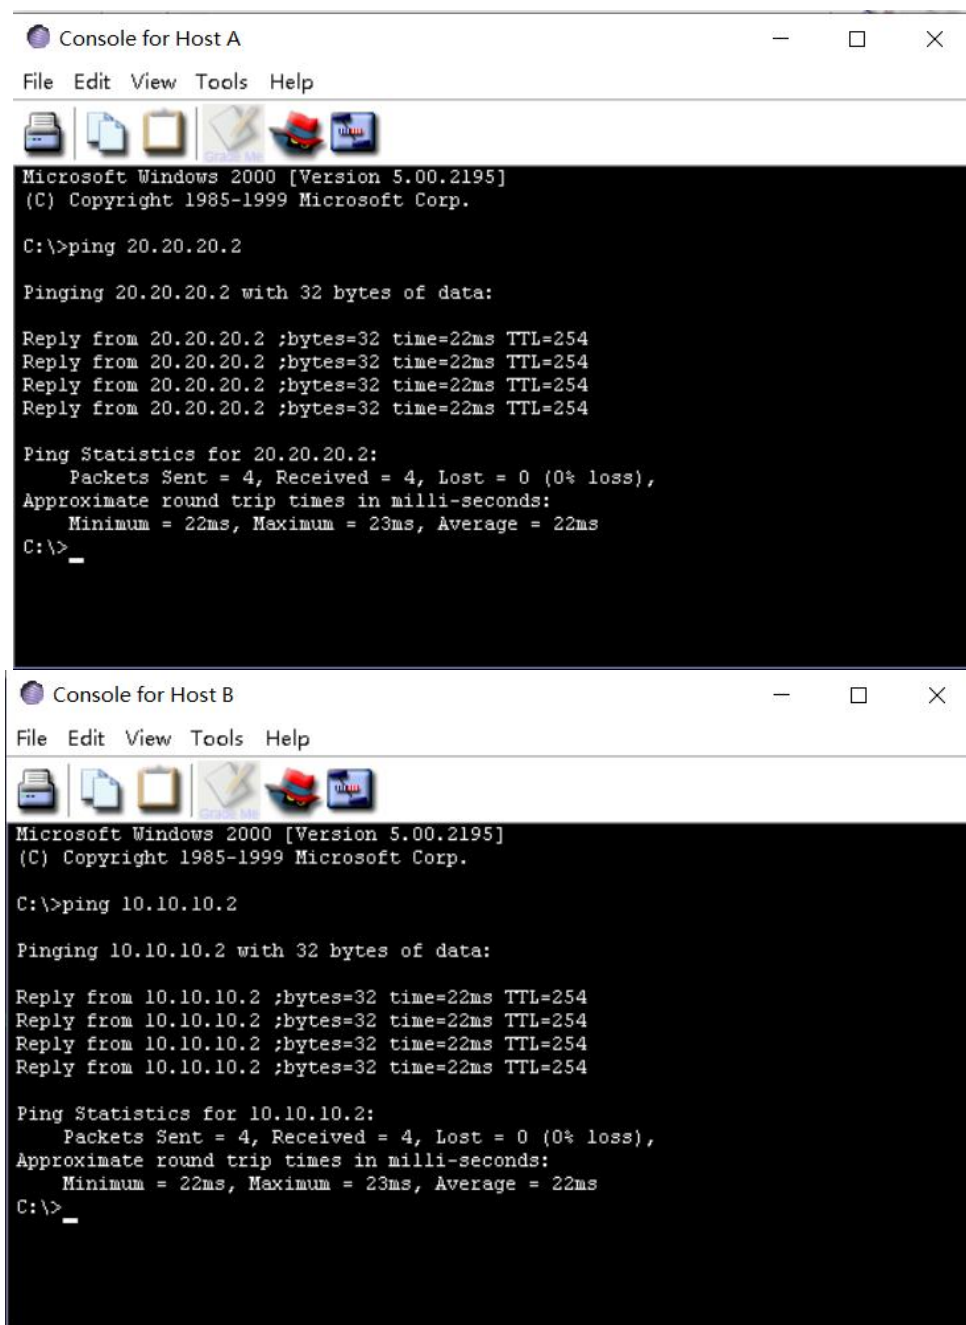 Console for Host A
File Edit View Tools Help
Grade Me
Microsoft Windows 2000 [Version 5.00.2195]
(C) Copyright 1985-1999 Microsoft Corp.
C:\>ping 20.20.20.2
Pinging 20.20.20.2 with 32 bytes of data:
Reply from 20.20.20.2 ;bytes=32 time=22ms TTL=254
Reply from 20.20.20.2 ;bytes=32 time=22ms TTL=254
Reply from 20.20.20.2 ;bytes=32 time=22ms TTL=254
Reply from 20.20.20.2 ;bytes=32 time=22ms TTL=254
Ping Statistics for 20.20.20.2:
Packets Sent = 4, Received = 4, Lost = 0 (0% loss),
Approximate round trip times in milli-seconds:
Minimum = 22ms, Maximum = 23ms, Average = 22ms
C:\>
Console for Host B
File Edit View Tools Help
Grade Me
Microsoft Windows 2000 [Version 5.00.2195]
(C) Copyright 1985-1999 Microsoft Corp.
C:\>ping 10.10.10.2
Pinging 10.10.10.2 with 32 bytes of data:
Reply from 10.10.10.2 ;bytes=32 time=22ms TTL=254
Reply from 10.10.10.2 ;bytes=32 time=22ms TTL=254
Reply from 10.10.10.2 ;bytes=32 time=22ms TTL=254
Reply from 10.10.10.2 ;bytes=32 time=22ms TTL=254
Ping Statistics for 10.10.10.2:
Packets Sent = 4, Received = 4, Lost = 0 (0% loss),
Approximate round trip times in milli-seconds:
Minimum = 22ms, Maximum = 23ms, Average = 22ms
C:\>